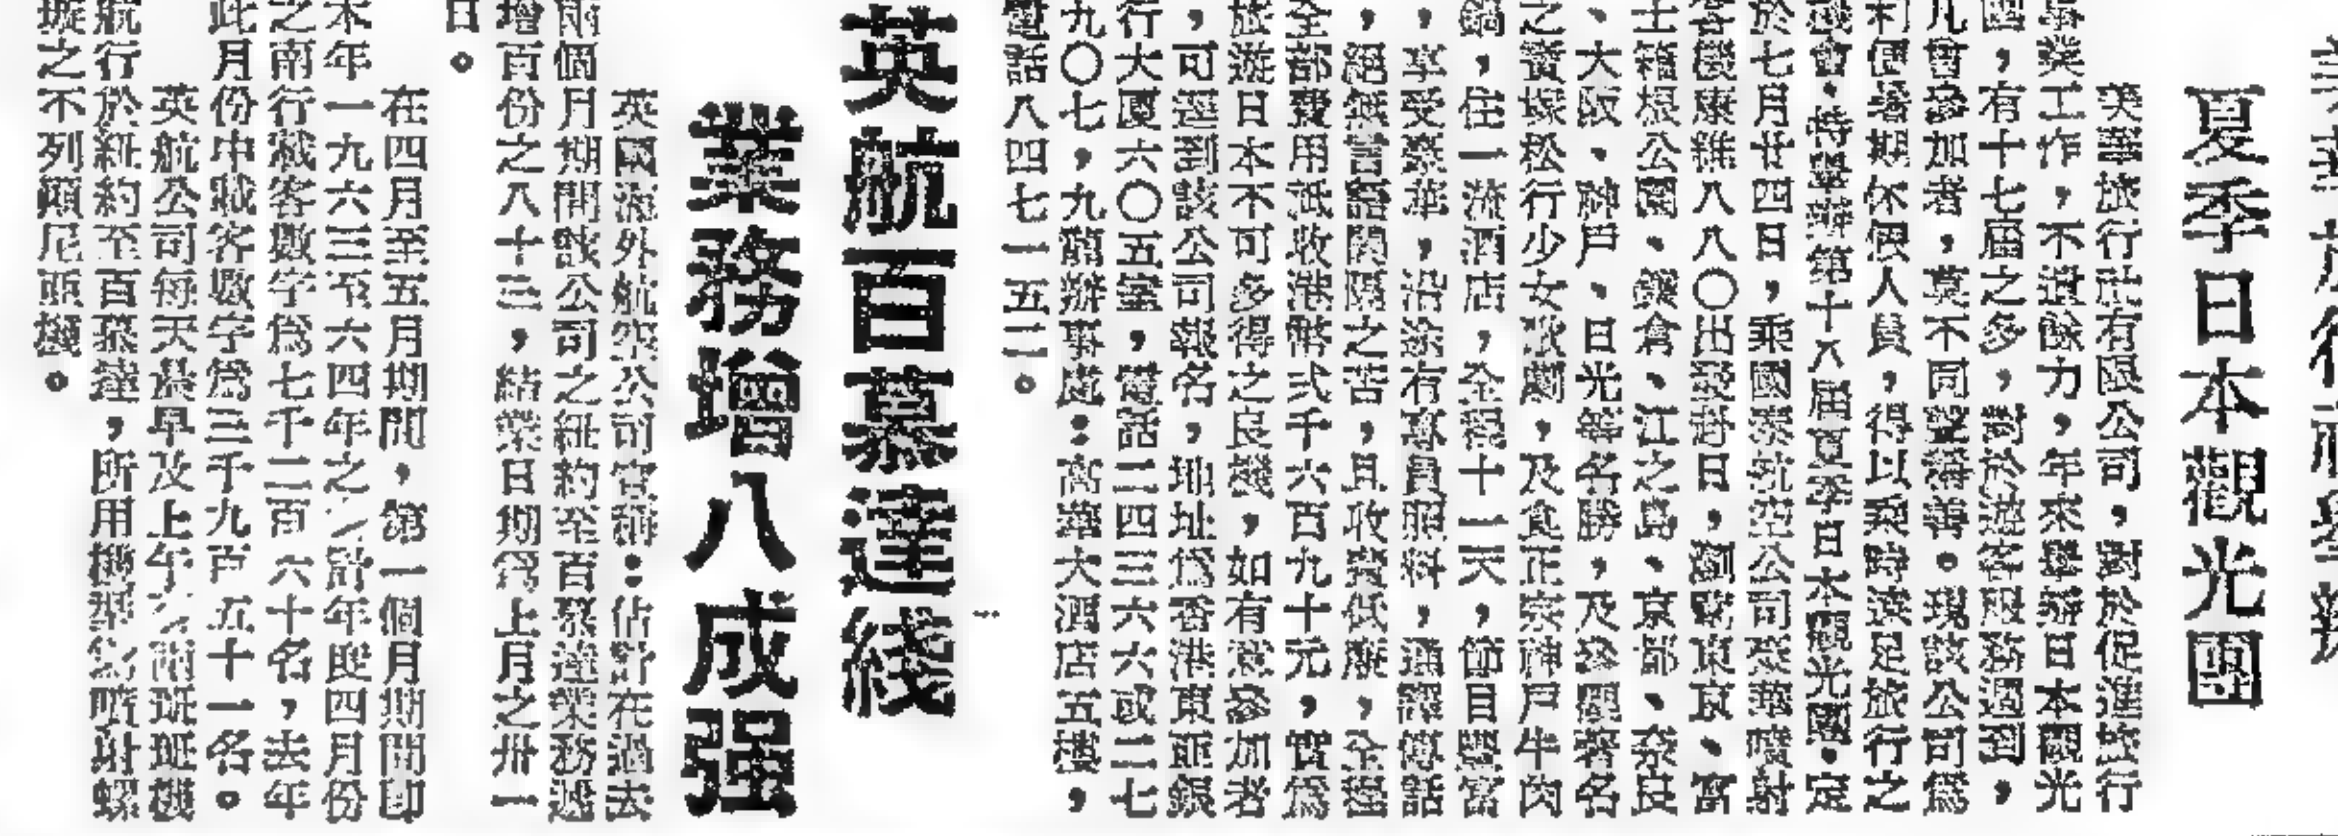 夏季日本觀光團
美華旅行社有限公司，對於促進旅行
事業工作，不遺餘力，年來舉辦日本觀光
團，有十七屆之多，對於遊客服務週到，
凡曾參加者，莫不同聲讚譽。現該公司為
利便暑期休假人員，得以及時遂足旅行之
機會，特舉辦第十八屆夏季日本觀光團。定
於七月廿四日，乘國泰航空公司豪華噴射
客機康維八八〇出發赴日，劉覽東京、富
士箱根公園、鎌倉、江之島、京都、奈良
、大阪、神戶、日光等名勝，及參觀著名
之寶塚松行少女歌劇，及食正宗神戶牛肉
鍋，住一流酒店，全程十一天，節目豐富
，享受豪華，沿途有專員照料，通譯傳話
，絕無言語閡隔之苦，且收費低廉，全程
全部費用祇收港幣弍千六百九十元，實為
旅遊日本不可多得之良機，如有意參加者
，可逕到該公司報名，地址為香港東亞銀
行大厦六〇五室，電話二四三六六或二七
九〇七，九龍辦事處：高華大酒店五樓，
電話八四七一五二。
英航百慕達綫
業務增八成强
英國海外航空公司宣稱：估計在過去
兩個月期間該公司之紐約至百慕達業務遞
增百份之八十三，結業日期為上月之卅一
日。
在四月至五月期間，第一個月期間即
本年一九六三至六四年之 計年度四月份
之南行載客數字為七千二百六十名，去年
此月份中載客數字為三千九百五十一名。
英航公司每天晨早及上午 兩班班機
航行於紐約至百慕達，所用機型為噴射螺
璇之不列顛尼亞機。